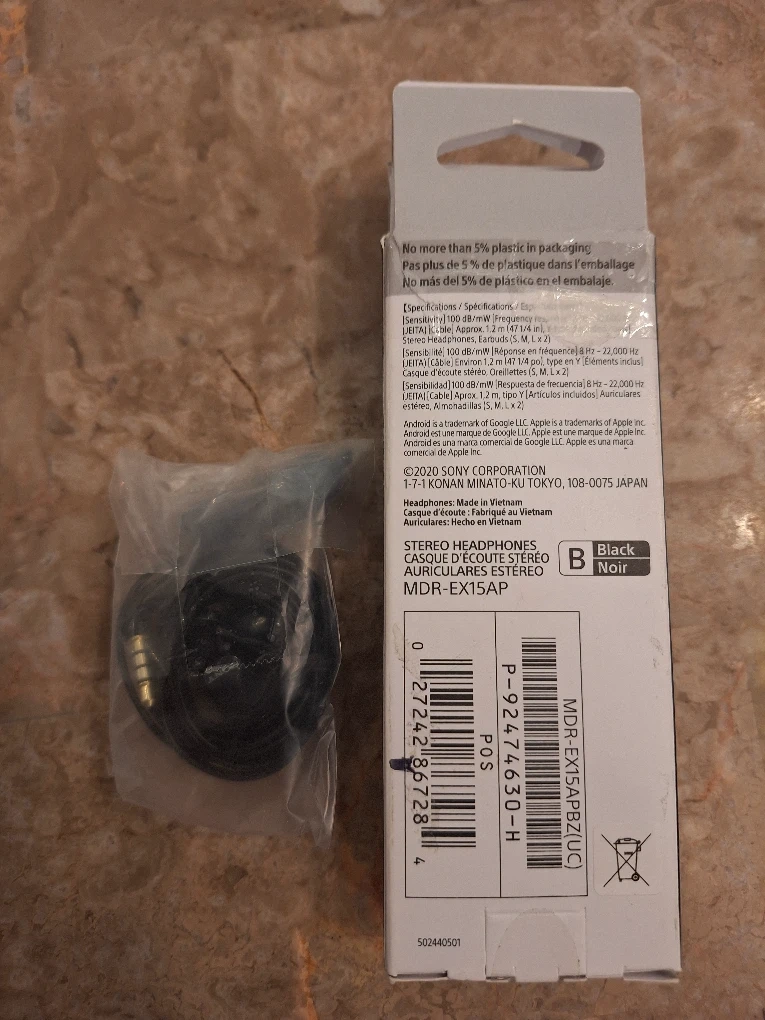 No more than 5% plastic in packaging
Pas plus de 5 % de plastique dans l'emballage
No más del 5% de plástico en el embalaje.
[Specifications / Spécifications /
[Sensitivity] 100 dB/mW [Frequency
(JEITA) [Cable] Approx. 1.2 m (47 1/4 in),
Stereo Headphones, Earbuds (S, M, L x 2)
[Sensibilité] 100 dB/mW [Réponse en fréquence] 8 Hz – 22,000 Hz
(JEITA) [Câble] Environ 1,2 m (47 1/4 po), type en Y [Éléments inclus]
Casque d'écoute stéréo, Oreillettes (S, M, L x 2)
[Sensibilidad] 100 dB/mW [Respuesta de frecuencia] 8 Hz – 22,000 Hz
(JEITA) [Cable] Aprox. 1,2 m, tipo Y [Artículos incluidos] Auriculares
estéreo, Almohadillas (S, M, L x 2)
Android is a trademark of Google LLC. Apple is a trademarks of Apple Inc.
Android est une marque de Google LLC. Apple est une marque de Apple Inc.
Android es una marca comercial de Google LLC. Apple es una marca
comercial de Apple Inc.
©2020 SONY CORPORATION
1-7-1 KONAN MINATO-KU TOKYO, 108-0075 JAPAN
Headphones: Made in Vietnam
Casque d'écoute : Fabriqué au Vietnam
Auriculares: Hecho en Vietnam
STEREO HEADPHONES
CASQUE D'ÉCOUTE STÉRÉO
AURICULARES ESTÉREO
MDR-EX15AP
B Black
Noir
MDR-EX15APBZ(UC)
P-92474630-H
POS
0 27242 86728 4
502440501